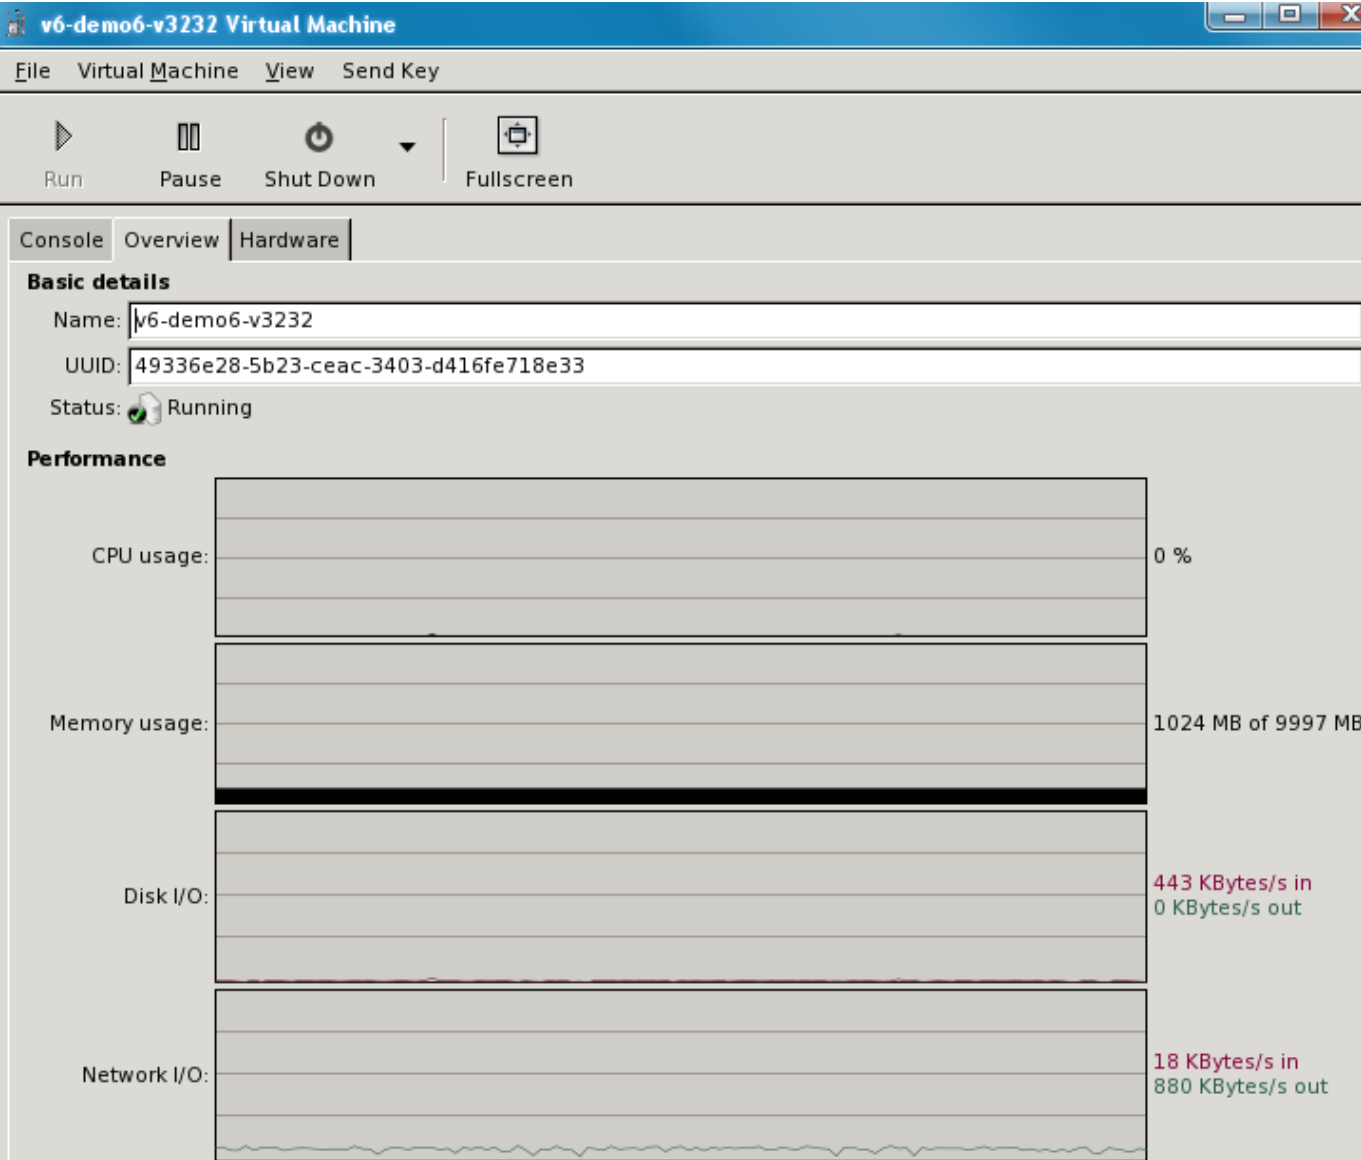 v6-demo6-v3232 Virtual Machine
File Virtual Machine View Send Key
Run Pause Shut Down Fullscreen
Console Overview Hardware
Basic details
Name: v6-demo6-v3232
UUID: 49336e28-5b23-ceac-3403-d416fe718e33
Status: Running
Performance
CPU usage: 0 %
Memory usage: 1024 MB of 9997 MB
Disk I/O: 443 KBytes/s in
0 KBytes/s out
Network I/O: 18 KBytes/s in
880 KBytes/s out